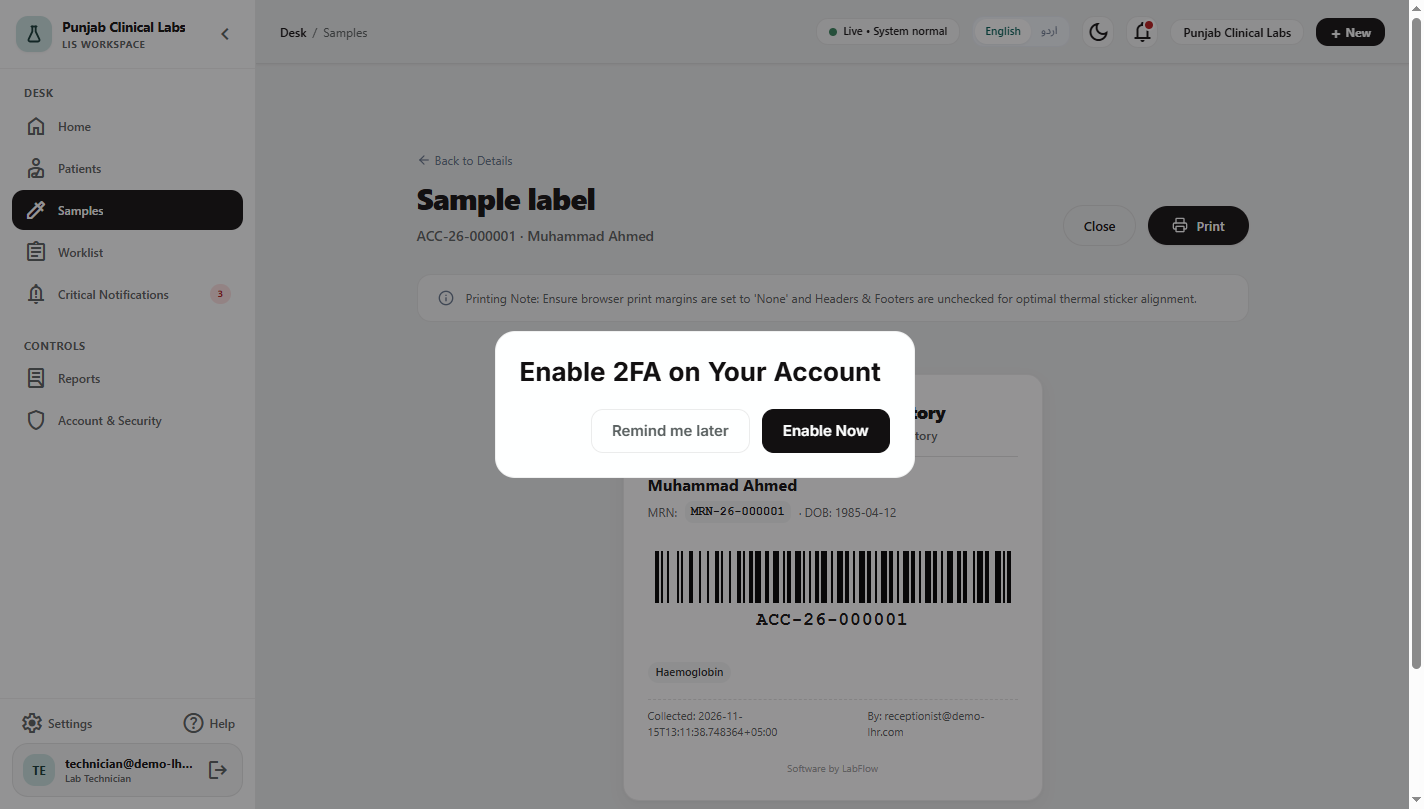 Punjab Clinical Labs
LIS WORKSPACE
DESK
Home
Patients
Samples
Worklist
Critical Notifications 3
CONTROLS
Reports
Account & Security
Settings
Help
TE
technician@demo-lh...
Lab Technician
Desk / Samples
Live • System normal
English
اردو
Punjab Clinical Labs
+ New
Back to Details
Sample label
ACC-26-000001 · Muhammad Ahmed
Close
Print
Printing Note: Ensure browser print margins are set to 'None' and Headers & Footers are unchecked for optimal thermal sticker alignment.
Enable 2FA on Your Account
Remind me later
Enable Now
Muhammad Ahmed
MRN: MRN-26-000001 · DOB: 1985-04-12
ACC-26-000001
Haemoglobin
Collected: 2026-11-
15T13:11:38.748364+05:00
By: receptionist@demo-
lhr.com
Software by LabFlow